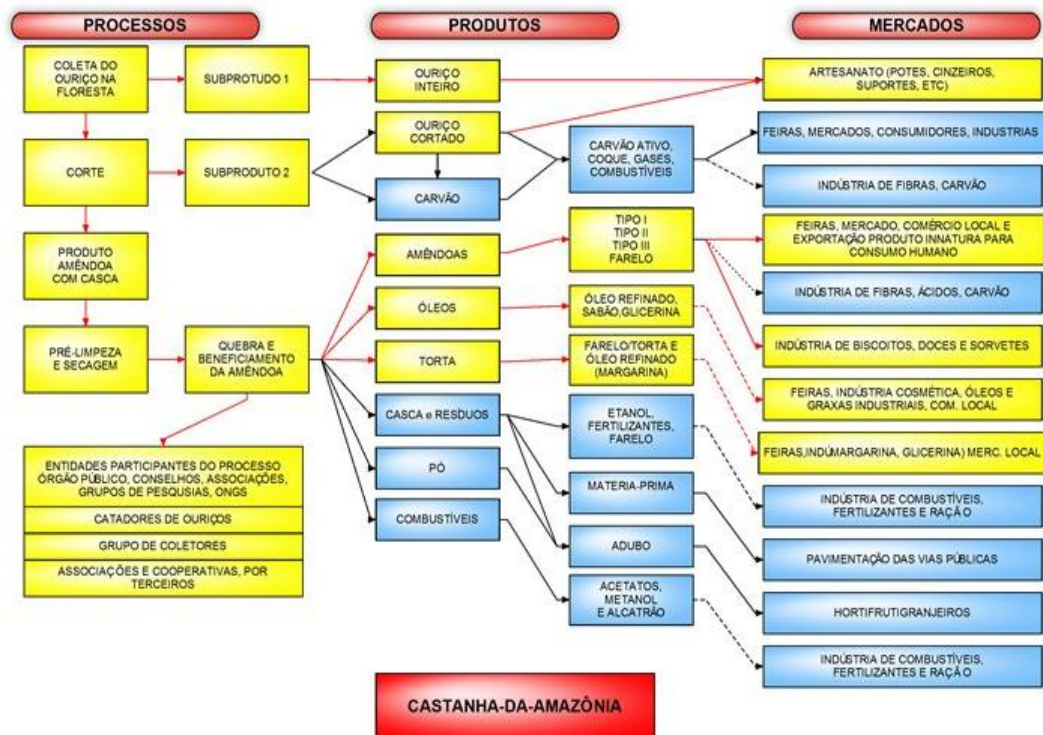 PROCESSOS
PRODUTOS
MERCADOS
COLETA DO
OURIÇO NA
FLORESTA
SUBPROTUDO 1
OURIÇO
INTEIRO
ARTESANATO (POTES, CINZEIROS,
SUPORTES, ETC)
CORTE
SUBPRODUTO 2
OURIÇO
CORTADO
CARVÃO
CARVÃO ATIVO,
COQUE, GASES,
COMBUSTÍVEIS
FEIRAS, MERCADOS, CONSUMIDORES, INDUSTRIAS
INDÚSTRIA DE FIBRAS, CARVÃO
PRODUTO
AMÊNDOA
COM CASCA
AMÊNDOAS
TIPO I
TIPO II
TIPO III
FARELO
FEIRAS, MERCADO, COMÉRCIO LOCAL E
EXPORTAÇÃO PRODUTO INNATURA PARA
CONSUMO HUMANO
INDÚSTRIA DE FIBRAS, ÁCIDOS, CARVÃO
PRÉ-LIMPEZA
E SECAGEM
QUEBRA E
BENEFICIAMENTO
DA AMÊNDOA
ÓLEOS
ÓLEO REFINADO,
SABÃO,GLICERINA
INDÚSTRIA DE BISCOITOS, DOCES E SORVETES
TORTA
FARELO/TORTA E
ÓLEO REFINADO
(MARGARINA)
FEIRAS, INDÚSTRIA COSMÉTICA, ÓLEOS E
GRAXAS INDUSTRIAIS, COM. LOCAL
CASCA e RESÍDUOS
ETANOL,
FERTILIZANTES,
FARELO
FEIRAS,INDÚMARGARINA, GLICERINA) MERC. LOCAL
ENTIDADES PARTICIPANTES DO PROCESSO
ÓRGÃO PÚBLICO, CONSELHOS, ASSOCIAÇÕES,
GRUPOS DE PESQUSIAS, ONGS
CATADORES DE OURIÇOS
GRUPO DE COLETORES
ASSOCIAÇÕES E COOPERATIVAS, POR
TERCEIROS
PÓ
MATERIA-PRIMA
INDÚSTRIA DE COMBUSTÍVEIS,
FERTILIZANTES E RAÇÃO
COMBUSTÍVEIS
ADUBO
PAVIMENTAÇÃO DAS VIAS PÚBLICAS
ACETATOS,
METANOL
E ALCATRÃO
HORTIFRUTIGRANJEIROS
INDÚSTRIA DE COMBUSTÍVEIS,
FERTILIZANTES E RAÇÃO
CASTANHA-DA-AMAZÔNIA